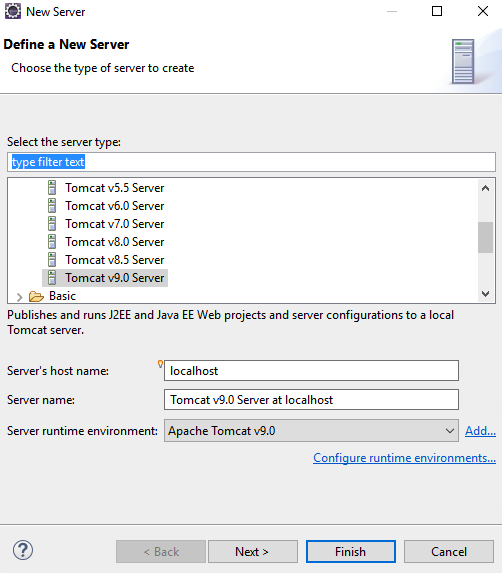 New Server
Define a New Server
Choose the type of server to create
Select the server type:
type filter text
Tomcat v5.5 Server
Tomcat v6.0 Server
Tomcat v7.0 Server
Tomcat v8.0 Server
Tomcat v8.5 Server
Tomcat v9.0 Server
Basic
Publishes and runs J2EE and Java EE Web projects and server configurations to a local
Tomcat server.
Server's host name: localhost
Server name: Tomcat v9.0 Server at localhost
Server runtime environment: Apache Tomcat v9.0 Add...
Configure runtime environments...
? < Back Next > Finish Cancel